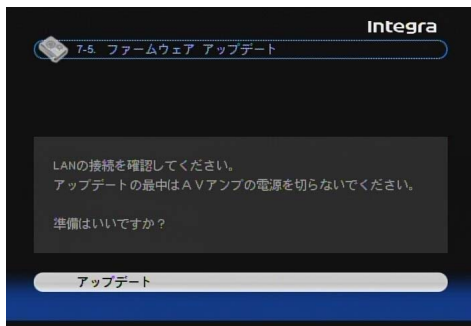 Integra
7-5. ファームウェア アップデート
LANの接続を確認してください。
アップデートの最中はＡＶアンプの電源を切らないでください。
準備はいいですか？
アップデート